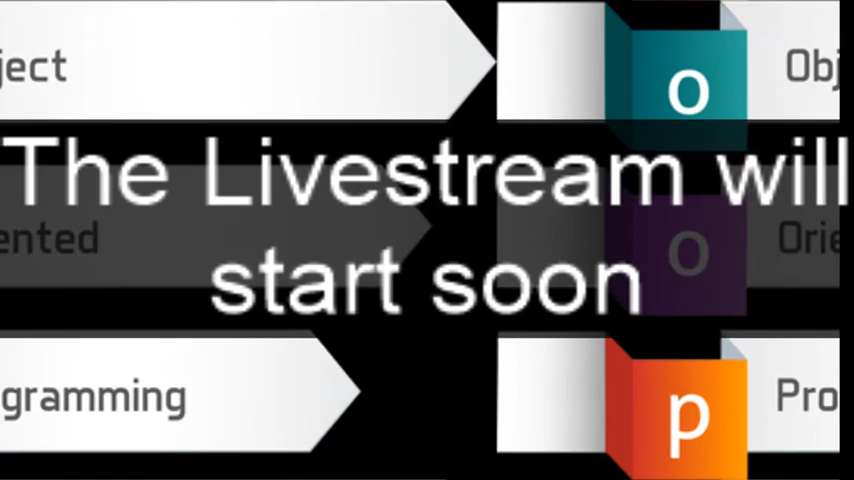 ject
o
Obj
The Livestream will
ented
o
Orie
start soon
gramming
p
Pro